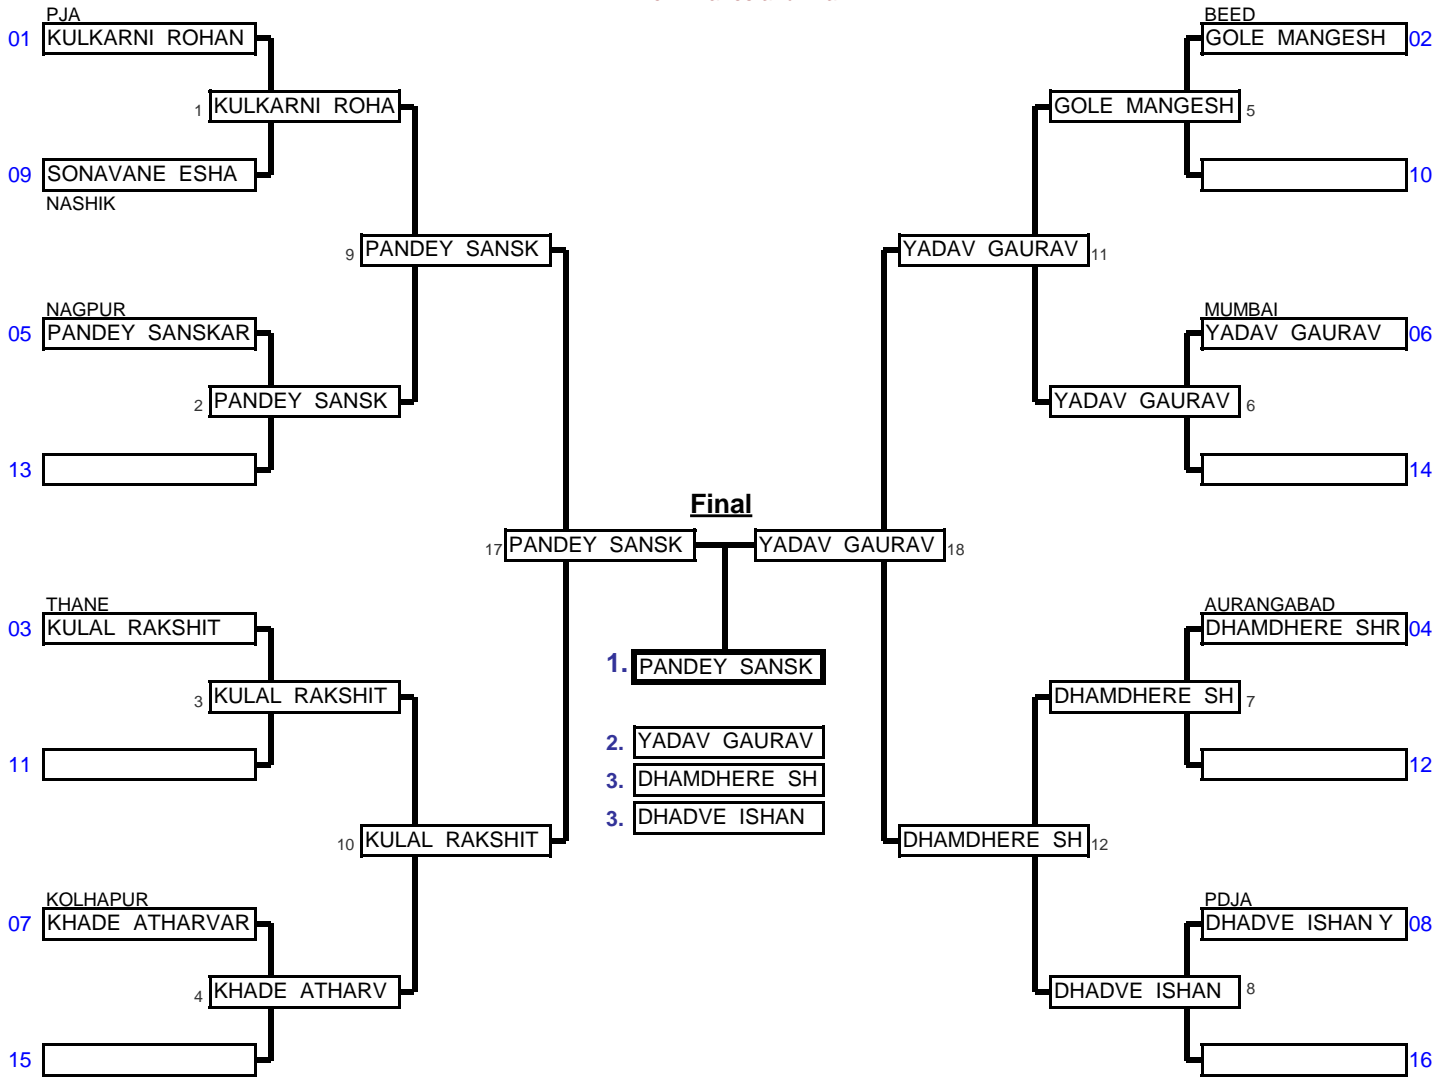 PJA
01 KULKARNI ROHAN
1 KULKARNI ROHA
09 SONAVANE ESHA
NASHIK
9 PANDEY SANSK
NAGPUR
05 PANDEY SANSKAR
2 PANDEY SANSK
13
17 PANDEY SANSK
THANE
03 KULAL RAKSHIT
3 KULAL RAKSHIT
11
10 KULAL RAKSHIT
KOLHAPUR
07 KHADE ATHARVAR
4 KHADE ATHARV
15
Final
1. PANDEY SANSK
2. YADAV GAURAV
3. DHAMDHERE SH
3. DHADVE ISHAN
BEED
GOLE MANGESH 02
GOLE MANGESH 5
10
YADAV GAURAV 11
MUMBAI
YADAV GAURAV 06
YADAV GAURAV 6
14
YADAV GAURAV 18
AURANGABAD
DHAMDHERE SHR 04
DHAMDHERE SH 7
12
DHAMDHERE SH 12
PDJA
DHADVE ISHAN Y 08
DHADVE ISHAN 8
16